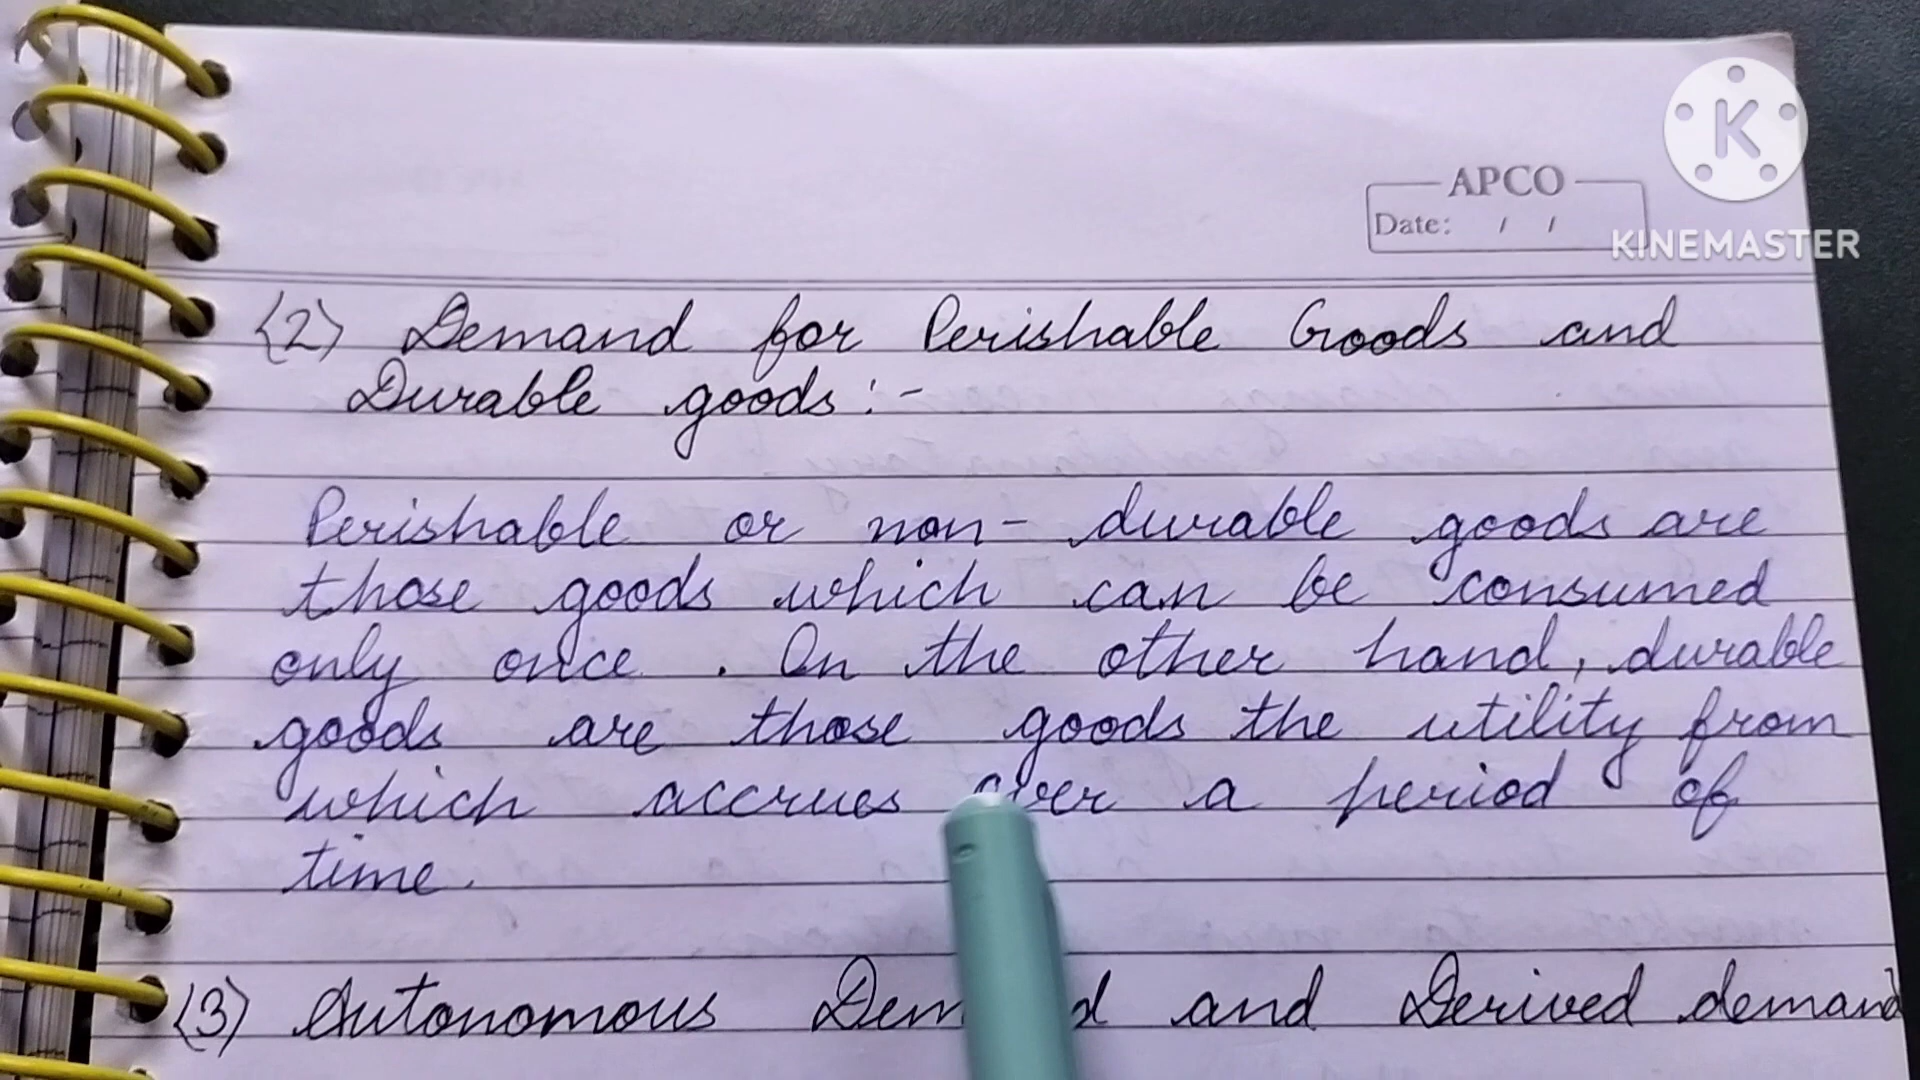 K
APCO
Date: / /
KINEMASTER
(2) Demand for Perishable Goods and
Durable goods :-
Perishable or non- durable goods are
those goods which can be consumed
only once . On the other hand, durable
goods are those goods the utility from
which accrues over a period of
time.
(3) Autonomous and Derived demand